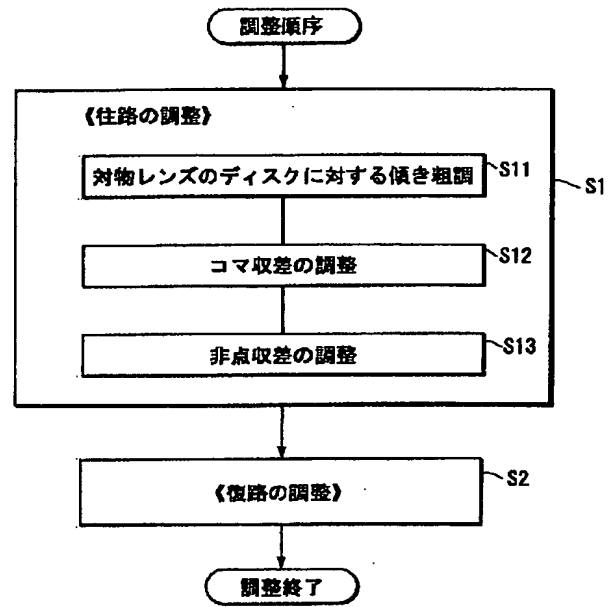 調整順序
《往路の調整》
対物レンズのディスクに対する傾き粗調
S11
S1
コマ収差の調整
S12
非点収差の調整
S13
《復路の調整》
S2
調整終了